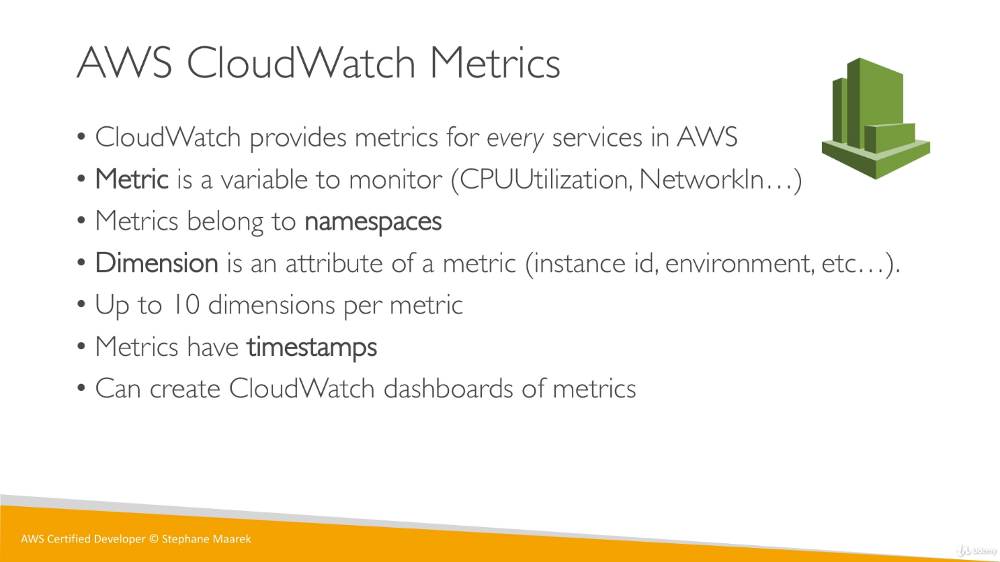 AWS CloudWatch Metrics
• CloudWatch provides metrics for every services in AWS
• Metric is a variable to monitor (CPUUtilization, NetworkIn…)
• Metrics belong to namespaces
• Dimension is an attribute of a metric (instance id, environment, etc…).
• Up to 10 dimensions per metric
• Metrics have timestamps
• Can create CloudWatch dashboards of metrics
AWS Certified Developer © Stephane Maarek
Udemy